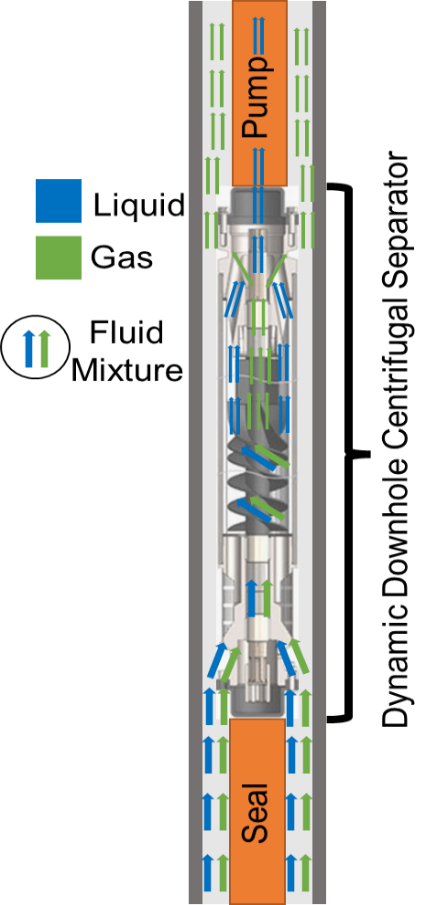 Pump
Liquid
Gas
Fluid
Mixture
Dynamic Downhole Centrifugal Separator
Seal